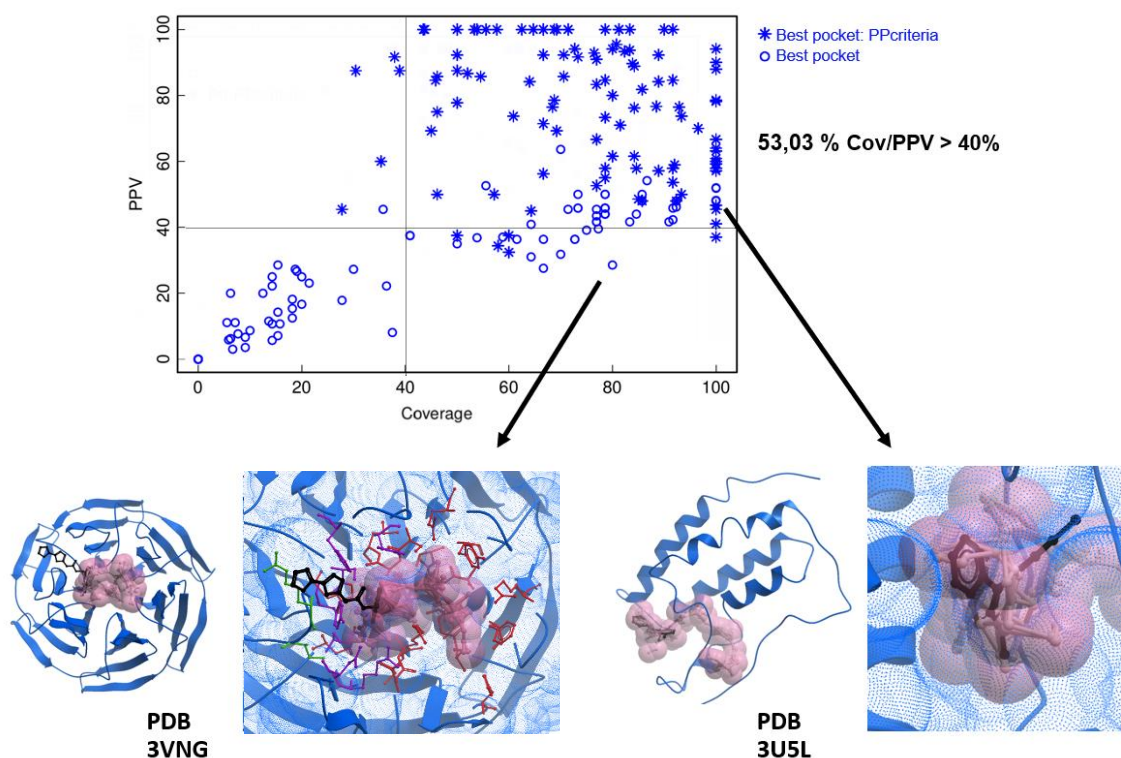 100
80
60
40
20
0
PPV
0
20
40
60
80
100
Coverage
Best pocket: PPcriteria
Best pocket
53,03 % Cov/PPV > 40%
PDB
3VNG
PDB
3U5L